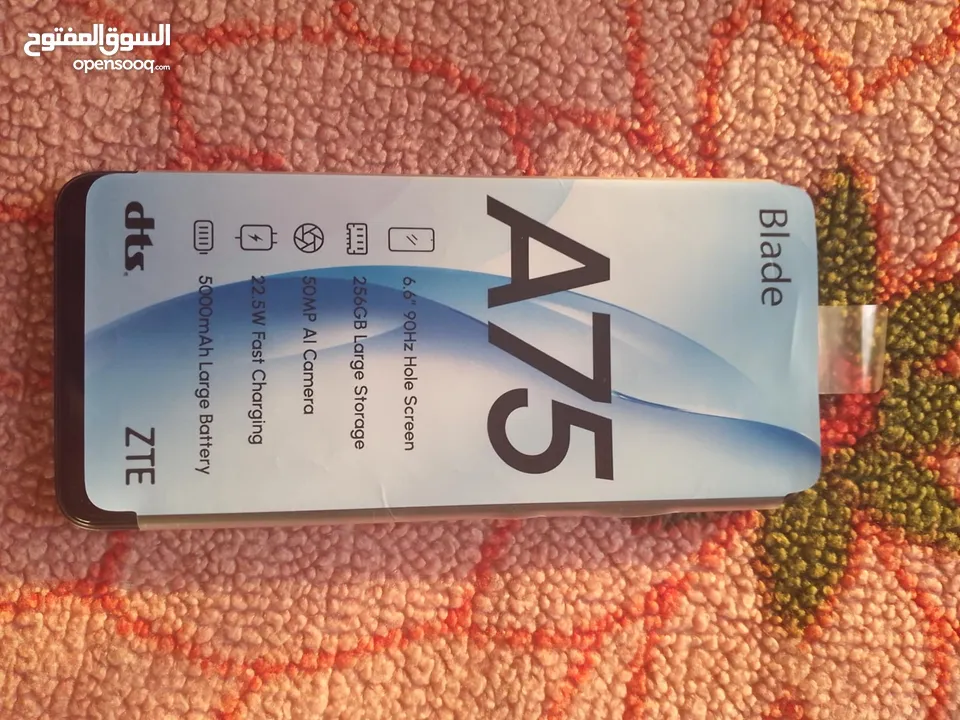 السوق المفتوح
opensooq.com
Blade
A75
6.6" 90Hz Hole Screen
256GB Large Storage
50MP AI Camera
22.5W Fast Charging
5000mAh Large Battery
dts
ZTE